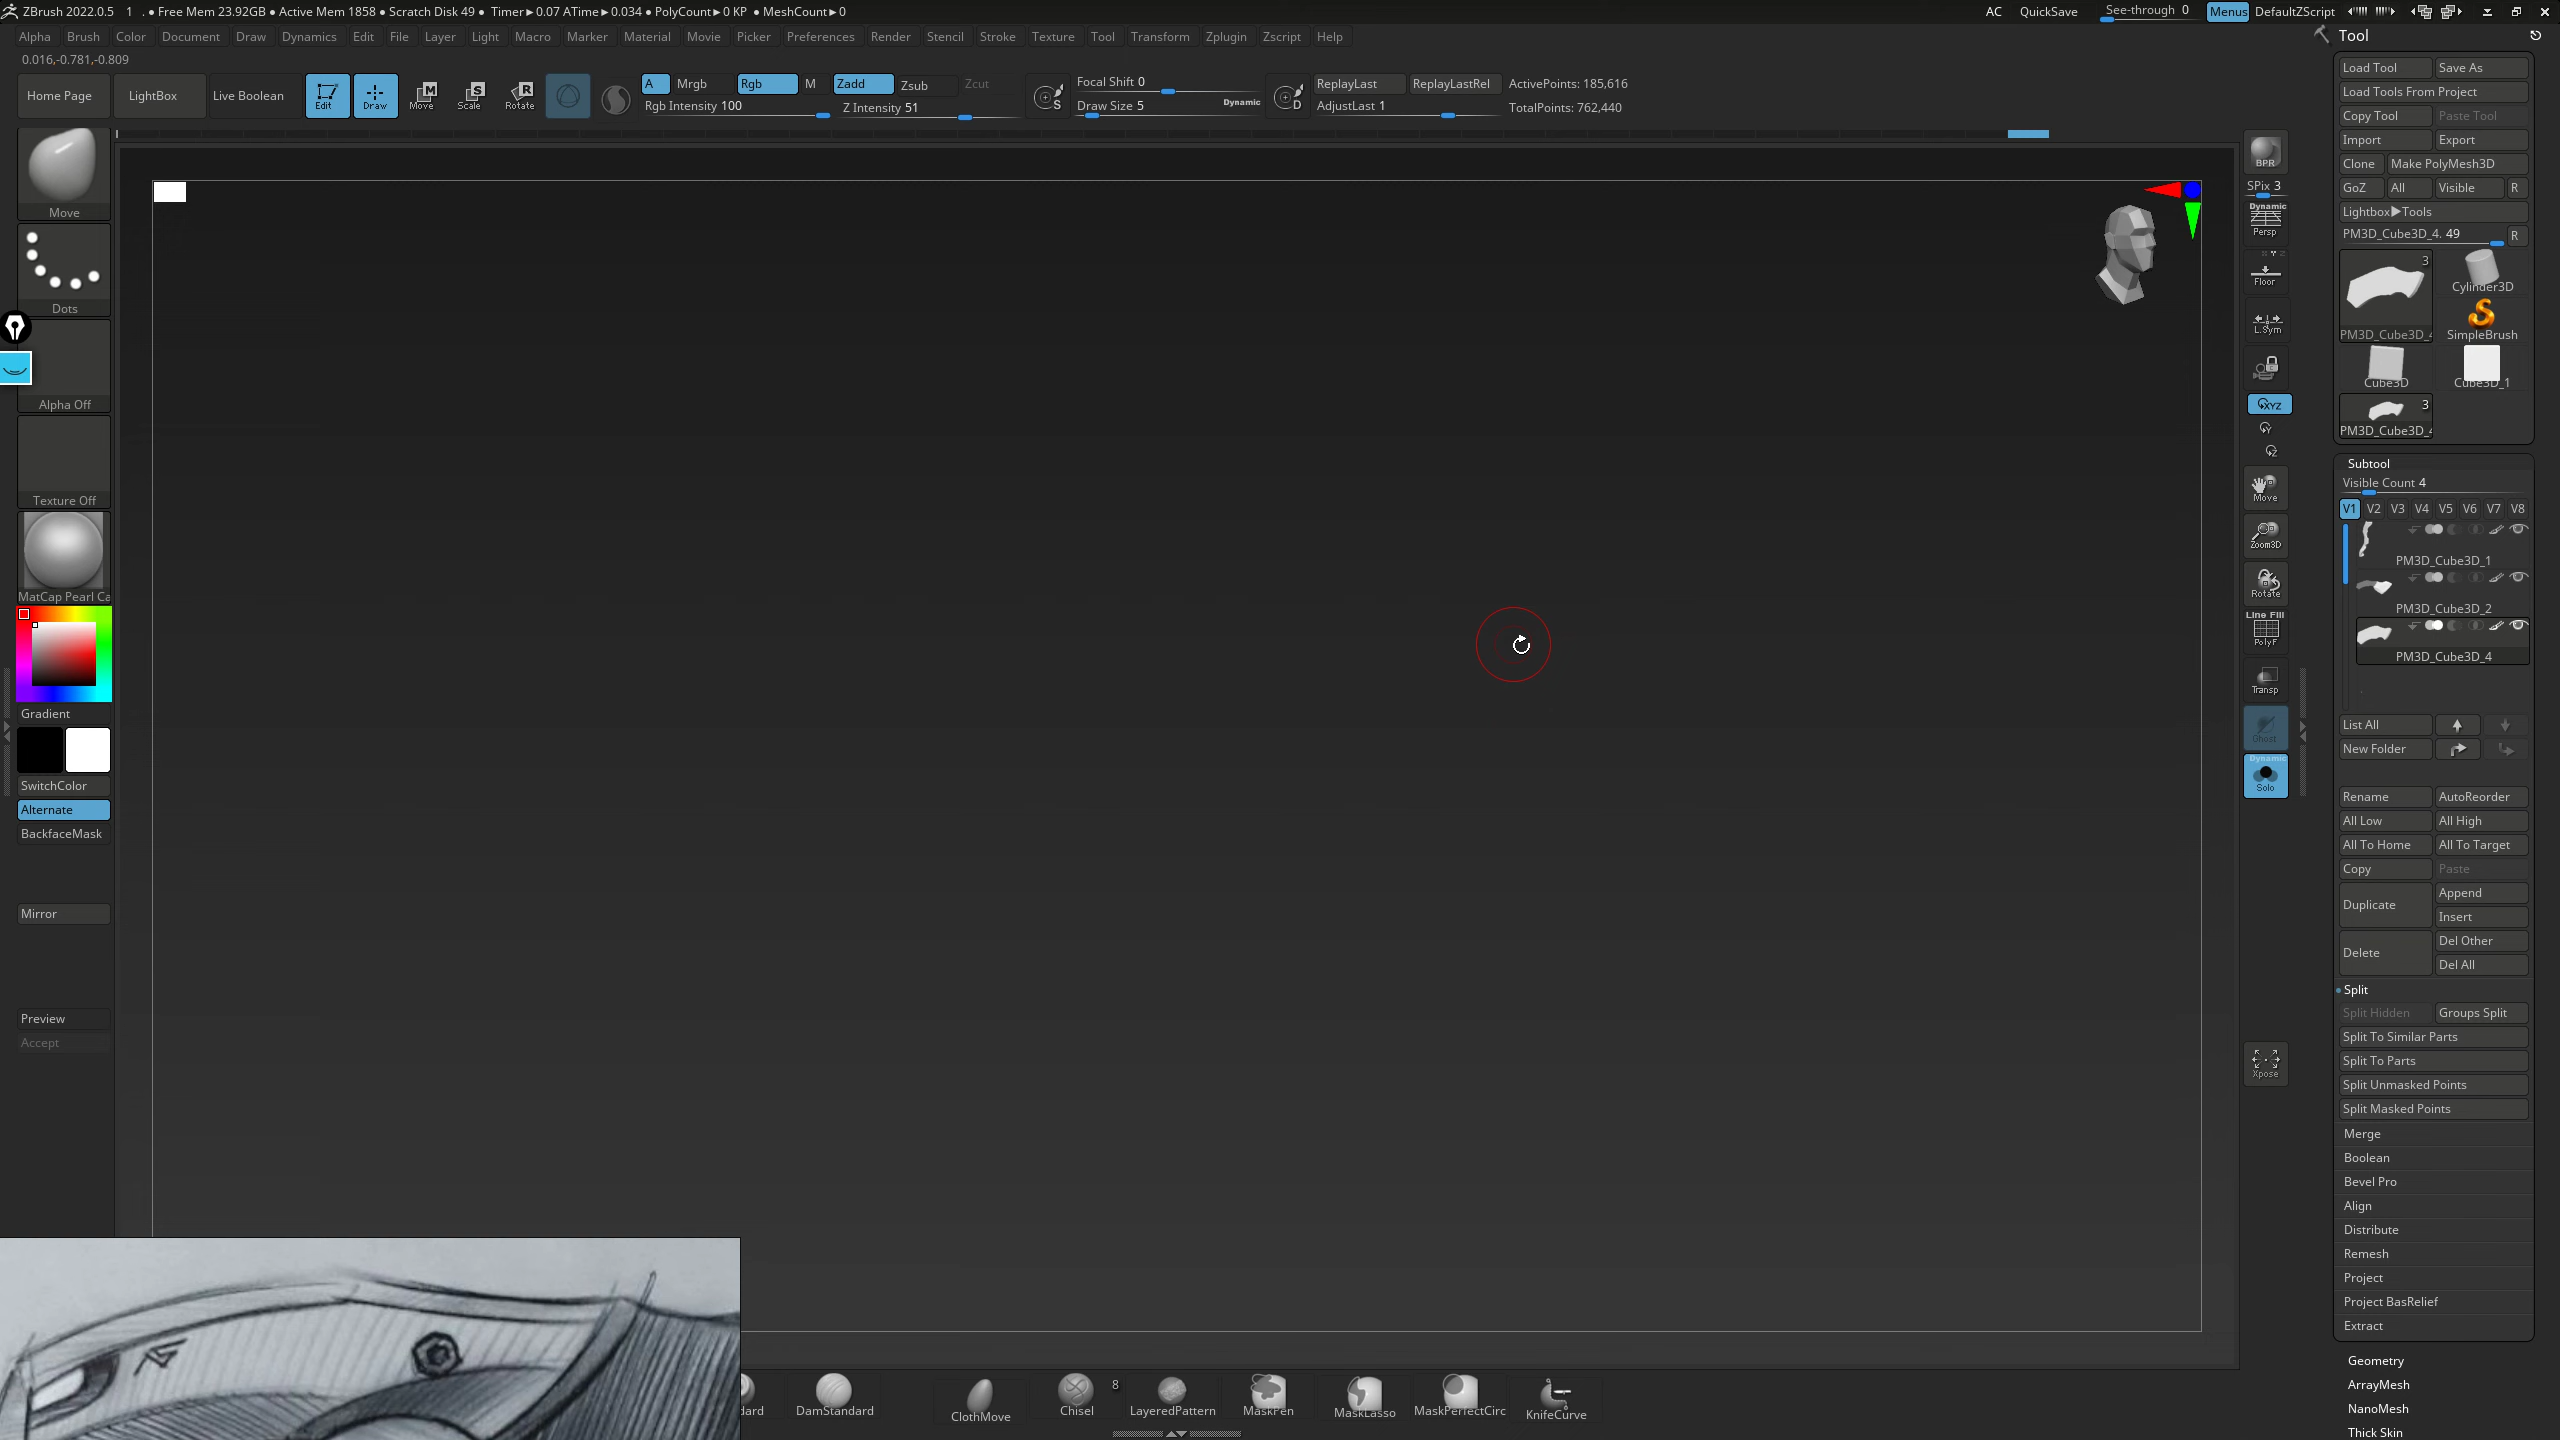 ZBrush 2022.0.5 1 . ● Free Mem 23.92GB ● Active Mem 1858 ● Scratch Disk 49 ● Timer►0.07 ATime►0.034 ● PolyCount►0 KP ● MeshCount►0 AC QuickSave See-through 0 Menus DefaultZScript
Alpha Brush Color Document Draw Dynamics Edit File Layer Light Macro Marker Material Movie Picker Preferences Render Stencil Stroke Texture Tool Transform Zplugin Zscript Help
Tool
0.016,-0.781,-0.809
Home Page LightBox Live Boolean Edit Draw Move Scale Rotate
A Mrgb Rgb M Zadd Zsub Zcut
Rgb Intensity 100 Z Intensity 51
Focal Shift 0
Draw Size 5 Dynamic
ReplayLast ReplayLastRel ActivePoints: 185,616
AdjustLast 1 TotalPoints: 762,440
Move
Dots
Alpha Off
Texture Off
MatCap Pearl Ca
Gradient
SwitchColor
Alternate
BackfaceMask
Mirror
Preview
Accept
BPR
SPix 3
Dynamic
Persp
Floor
L.Sym
XYZ
Y
Z
Move
Zoom3D
Rotate
Line Fill
PolyF
Transp
Ghost
Dynamic
Solo
Xpose
Load Tool Save As
Load Tools From Project
Copy Tool Paste Tool
Import Export
Clone Make PolyMesh3D
GoZ All Visible R
Lightbox►Tools
PM3D_Cube3D_4. 49 R
3
Cylinder3D
PM3D_Cube3D_4 SimpleBrush
Cube3D Cube3D_1
3
PM3D_Cube3D_4
Subtool
Visible Count 4
V1 V2 V3 V4 V5 V6 V7 V8
PM3D_Cube3D_1
PM3D_Cube3D_2
PM3D_Cube3D_4
List All
New Folder
Rename AutoReorder
All Low All High
All To Home All To Target
Copy Paste
Duplicate Append
Insert
Delete Del Other
Del All
Split
Split Hidden Groups Split
Split To Similar Parts
Split To Parts
Split Unmasked Points
Split Masked Points
Merge
Boolean
Bevel Pro
Align
Distribute
Remesh
Project
Project BasRelief
Extract
Geometry
ArrayMesh
NanoMesh
Thick Skin
dard DamStandard ClothMove Chisel 8 LayeredPattern MaskPen MaskLasso MaskPerfectCirc KnifeCurve